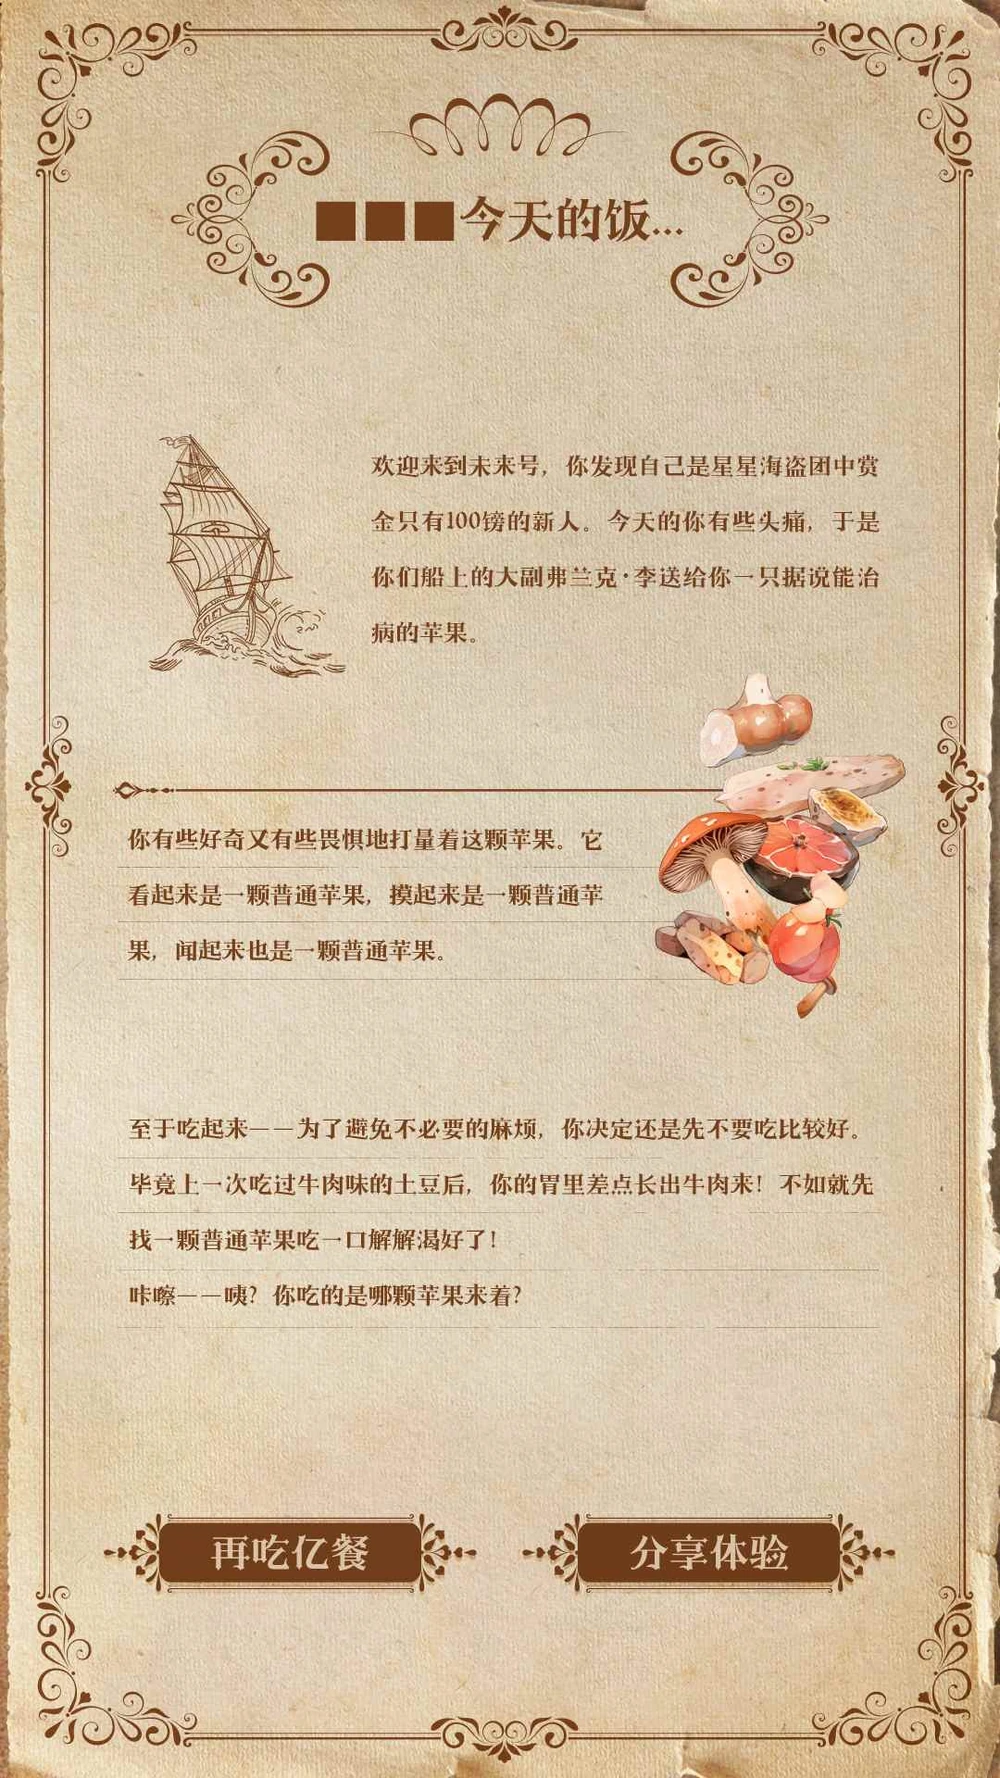 ■■■今天的饭...
欢迎来到未来号，你发现自己是星星海盗团中赏
金只有100镑的新人。今天的你有些头痛，于是
你们船上的大副弗兰克·李送给你一只据说能治
病的苹果。
你有些好奇又有些畏惧地打量着这颗苹果。它
看起来是一颗普通苹果，摸起来是一颗普通苹
果，闻起来也是一颗普通苹果。
至于吃起来——为了避免不必要的麻烦，你决定还是先不要吃比较好。
毕竟上一次吃过牛肉味的土豆后，你的胃里差点长出牛肉来！不如就先
找一颗普通苹果吃一口解解渴好了！
咔嚓——咦？你吃的是哪颗苹果来着？
再吃亿餐
分享体验